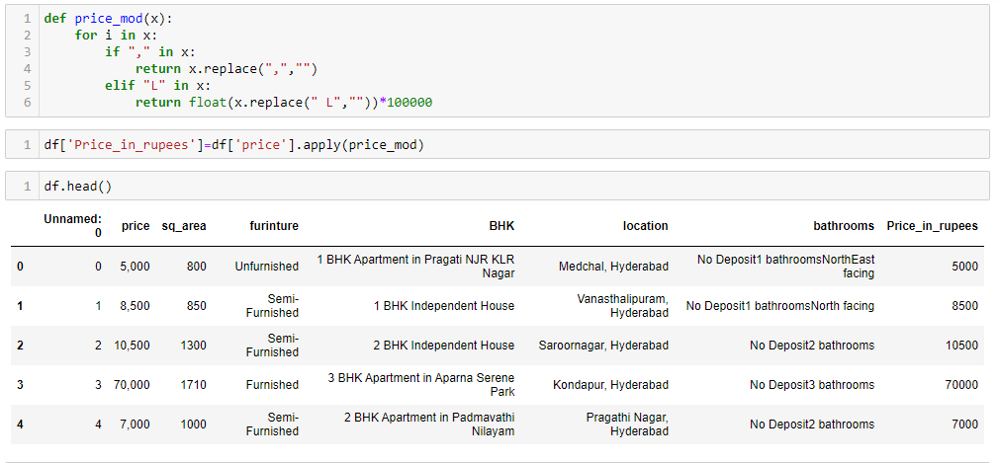 1 def price_mod(x):
2     for i in x:
3         if "," in x:
4             return x.replace(",","")
5         elif "L" in x:
6             return float(x.replace(" L",""))*100000
1 df['Price_in_rupees']=df['price'].apply(price_mod)
1 df.head()
Unnamed: 0 price sq_area furinture BHK location bathrooms Price_in_rupees
0 0 5,000 800 Unfurnished 1 BHK Apartment in Pragati NJR KLR Nagar Medchal, Hyderabad No Deposit1 bathroomsNorthEast facing 5000
1 1 8,500 850 Semi-Furnished 1 BHK Independent House Vanasthalipuram, Hyderabad No Deposit1 bathroomsNorth facing 8500
2 2 10,500 1300 Semi-Furnished 2 BHK Independent House Saroornagar, Hyderabad No Deposit2 bathrooms 10500
3 3 70,000 1710 Furnished 3 BHK Apartment in Aparna Serene Park Kondapur, Hyderabad No Deposit3 bathrooms 70000
4 4 7,000 1000 Semi-Furnished 2 BHK Apartment in Padmavathi Nilayam Pragathi Nagar, Hyderabad No Deposit2 bathrooms 7000